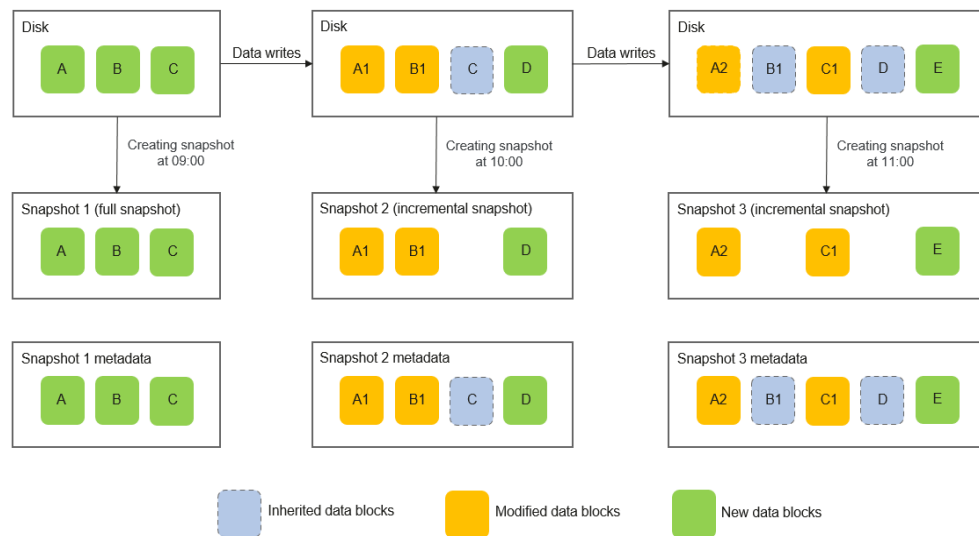 Disk
A B C
Data writes
Disk
A1 B1 C D
Data writes
Disk
A2 B1 C1 D E
Creating snapshot
at 09:00
Creating snapshot
at 10:00
Creating snapshot
at 11:00
Snapshot 1 (full snapshot)
A B C
Snapshot 2 (incremental snapshot)
A1 B1 D
Snapshot 3 (incremental snapshot)
A2 C1 E
Snapshot 1 metadata
A B C
Snapshot 2 metadata
A1 B1 C D
Snapshot 3 metadata
A2 B1 C1 D E
Inherited data blocks
Modified data blocks
New data blocks